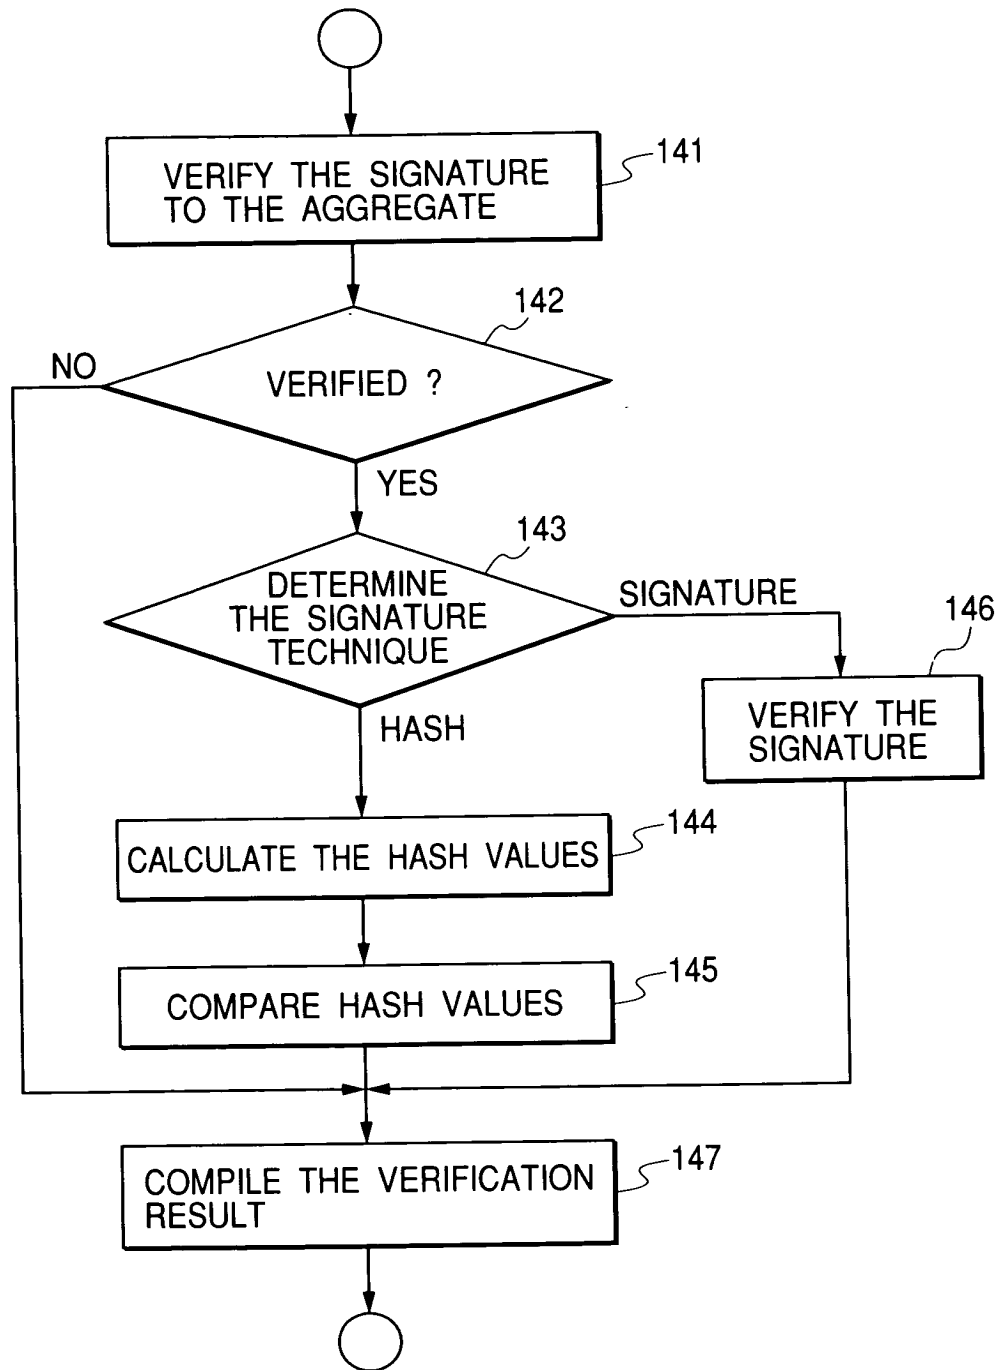 VERIFY THE SIGNATURE
TO THE AGGREGATE
141
142
NO
VERIFIED ?
YES
143
DETERMINE
THE SIGNATURE
TECHNIQUE
SIGNATURE
146
VERIFY THE
SIGNATURE
HASH
144
CALCULATE THE HASH VALUES
145
COMPARE HASH VALUES
147
COMPILE THE VERIFICATION
RESULT